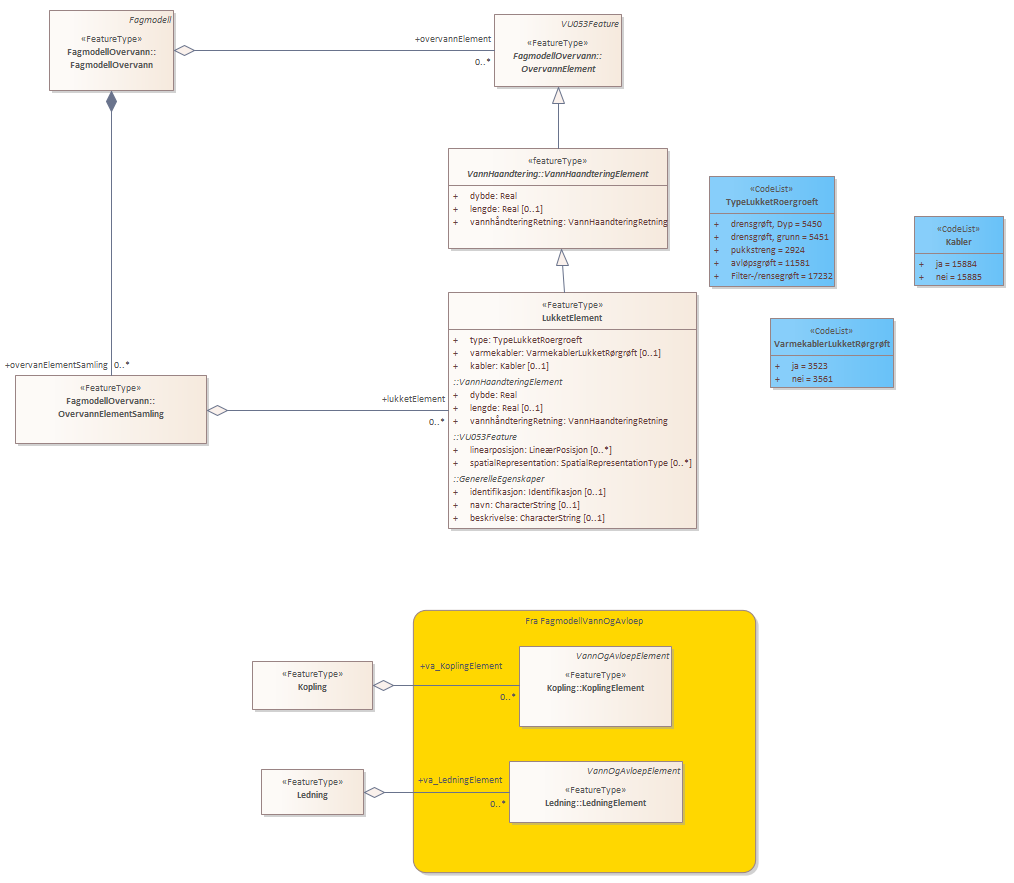 Fagmodell
«FeatureType»
FagmodellOvervann::
FagmodellOvervann
+overvannElement
0..*
VU053Feature
«FeatureType»
FagmodellOvervann::
OvervannElement
«featureType»
VannHaandtering::VannHaandteringElement
+ dybde: Real
+ lengde: Real [0..1]
+ vannhåndteringRetning: VannHaandteringRetning
«CodeList»
TypeLukketRoergroeft
+ drensgrøft, Dyp = 5450
+ drensgrøft, grunn = 5451
+ pukkstreng = 2924
+ avløpsgrøft = 11581
+ Filter-/rensegrøft = 17232
«CodeList»
Kabler
+ ja = 15884
+ nei = 15885
«CodeList»
VarmekablerLukketRørgrøft
+ ja = 3523
+ nei = 3561
«FeatureType»
LukketElement
+ type: TypeLukketRoergroeft
+ varmekabler: VarmekablerLukketRørgrøft [0..1]
+ kabler: Kabler [0..1]
::VannHaandteringElement
+ dybde: Real
+ lengde: Real [0..1]
+ vannhåndteringRetning: VannHaandteringRetning
::VU053Feature
+ linearposisjon: LineærPosisjon [0..*]
+ spatialRepresentation: SpatialRepresentationType [0..*]
::GenerelleEgenskaper
+ identifikasjon: Identifikasjon [0..1]
+ navn: CharacterString [0..1]
+ beskrivelse: CharacterString [0..1]
+overvanElementSamling 0..*
«FeatureType»
FagmodellOvervann::
OvervannElementSamling
+lukketElement
0..*
Fra FagmodellVannOgAvloep
«FeatureType»
Kopling
+va_KoplingElement
0..*
VannOgAvloepElement
«FeatureType»
Kopling::KoplingElement
«FeatureType»
Ledning
+va_LedningElement
0..*
VannOgAvloepElement
«FeatureType»
Ledning::LedningElement